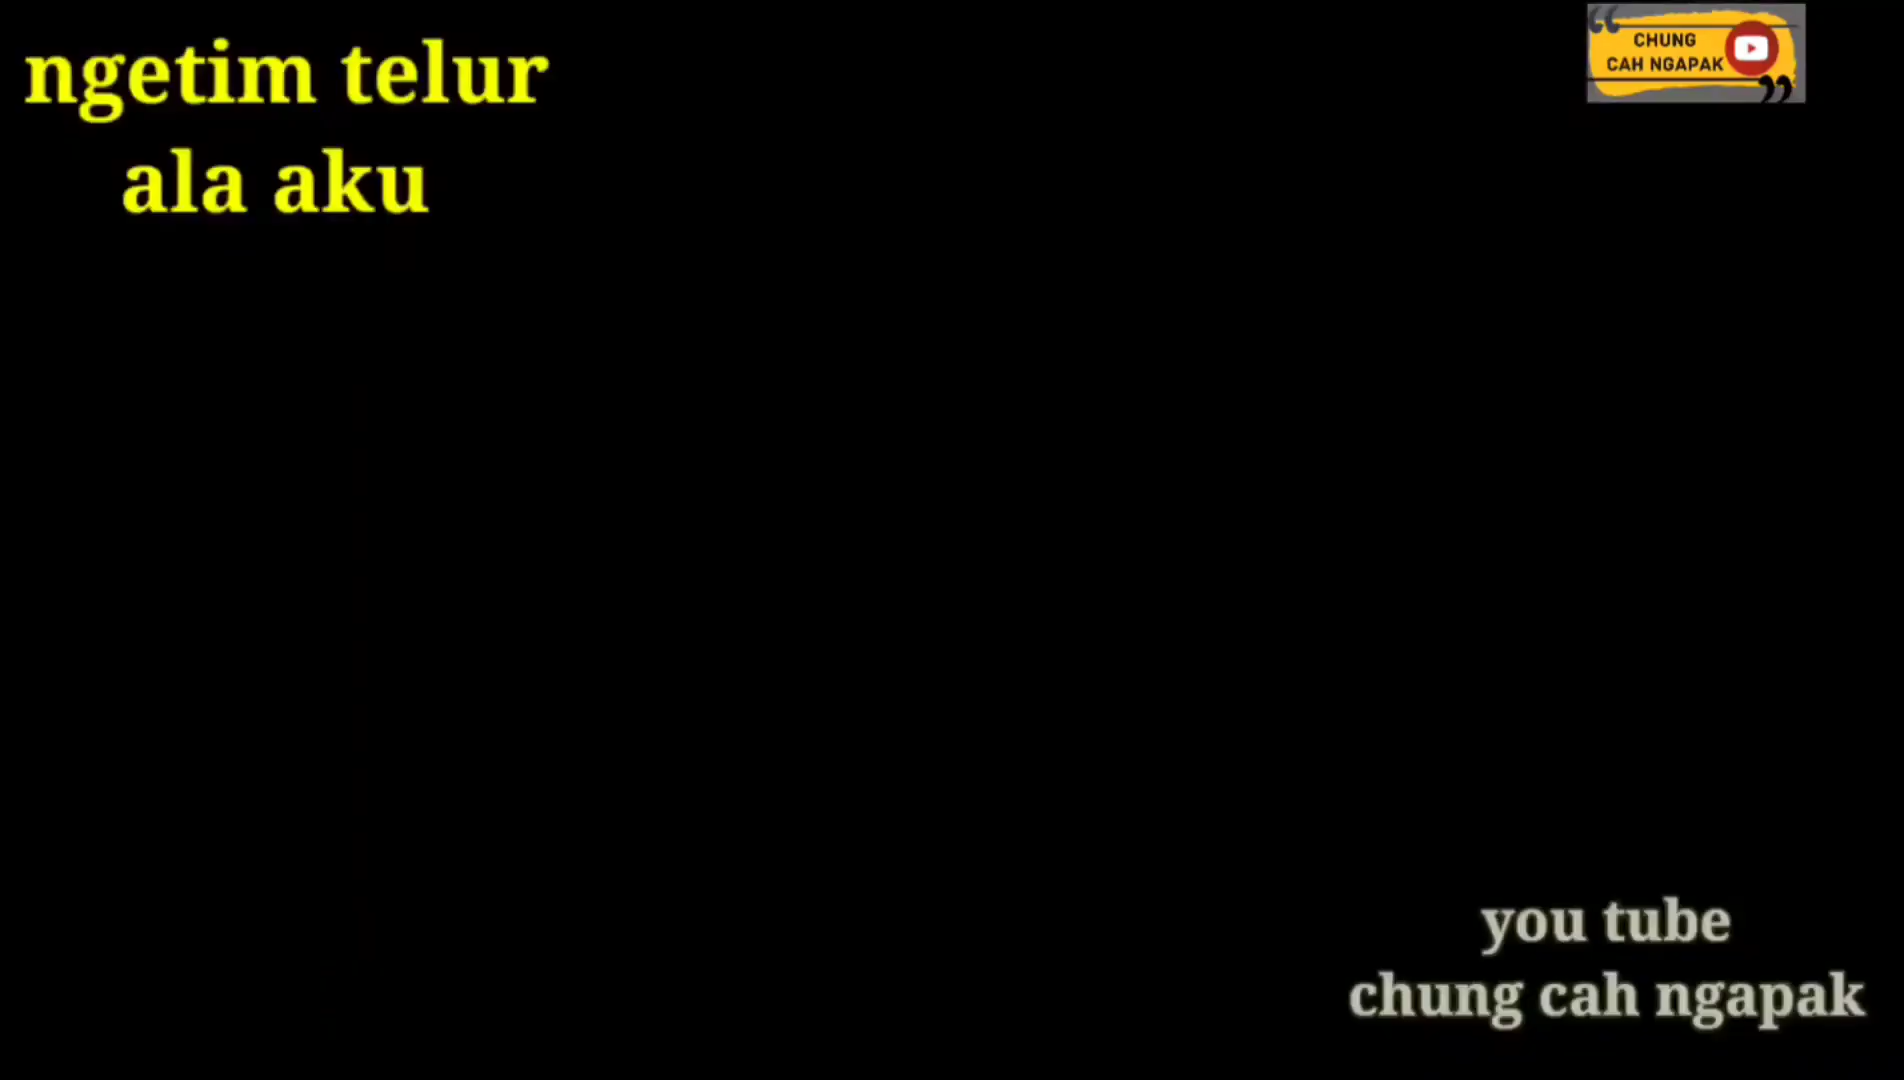 ngetim telur
ala aku
CHUNG
CAH NGAPAK
you tube
chung cah ngapak